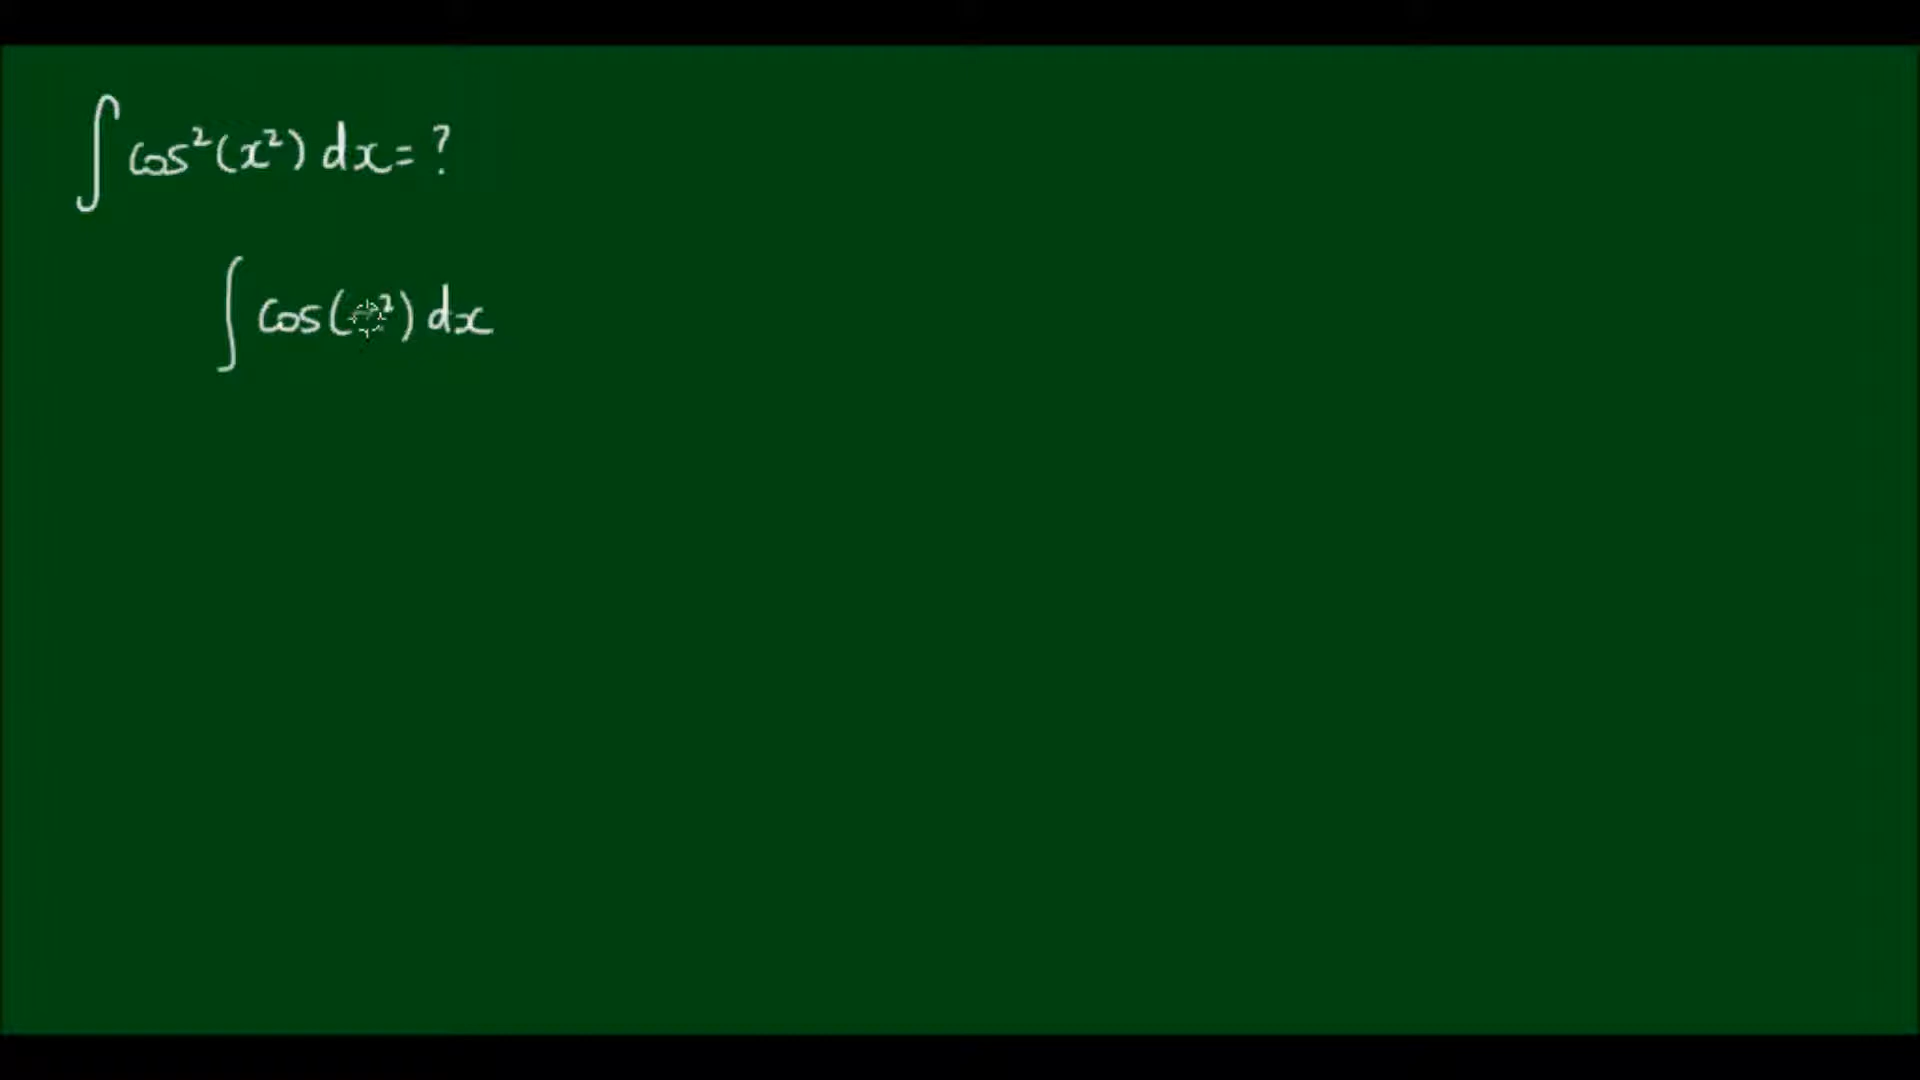 ∫ cos²(x²) dx = ?
∫ cos(x²) dx